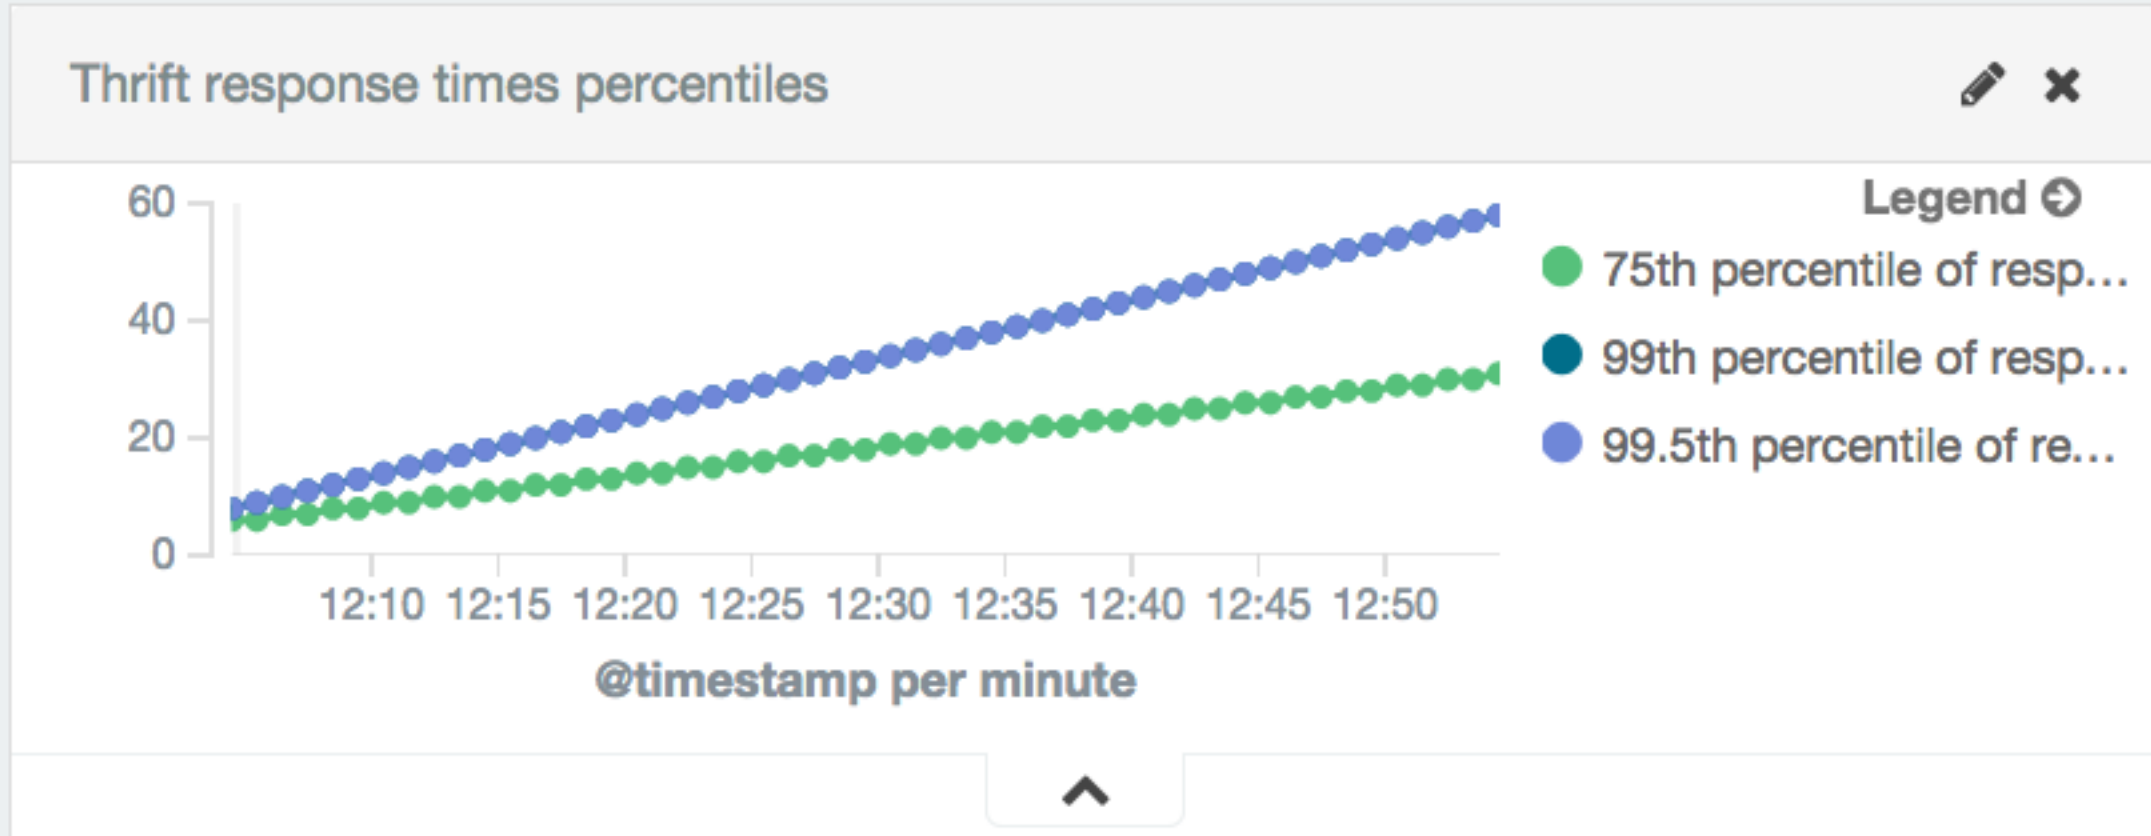 Thrift response times percentiles
Legend
60
40
20
0
75th percentile of resp...
99th percentile of resp...
99.5th percentile of re...
12:10 12:15 12:20 12:25 12:30 12:35 12:40 12:45 12:50
@timestamp per minute